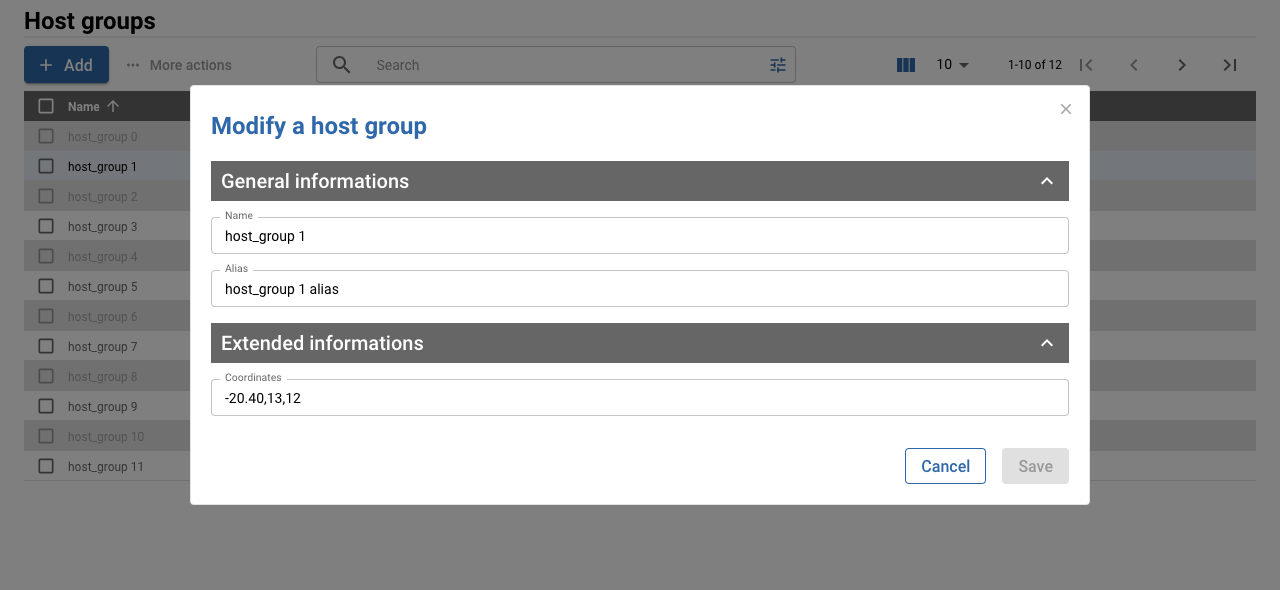 Host groups
Add
More actions
Search
10
1-10 of 12
Name
host_group 0
host_group 1
host_group 2
host_group 3
host_group 4
host_group 5
host_group 6
host_group 7
host_group 8
host_group 9
host_group 10
host_group 11
Modify a host group
General informations
Name
host_group 1
Alias
host_group 1 alias
Extended informations
Coordinates
-20.40,13,12
Cancel
Save